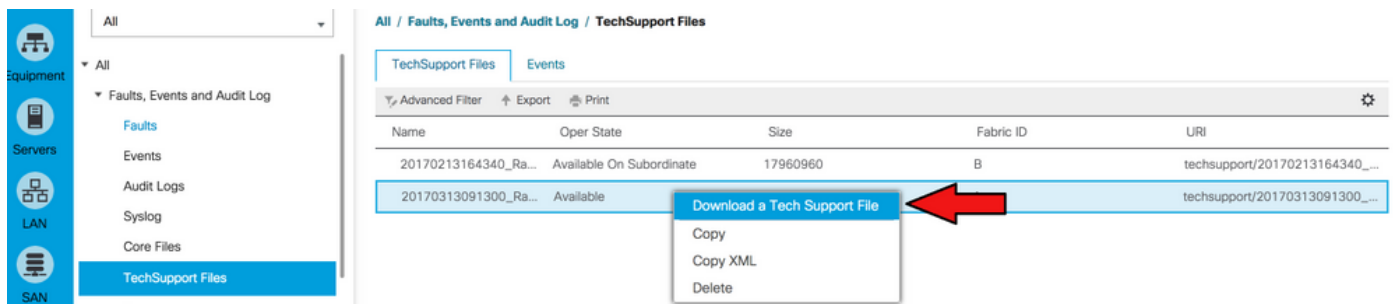 All
All / Faults, Events and Audit Log / TechSupport Files
Equipment
Servers
LAN
SAN
All
Faults, Events and Audit Log
Faults
Events
Audit Logs
Syslog
Core Files
TechSupport Files
TechSupport Files Events
Advanced Filter Export Print
Name Oper State Size Fabric ID URI
20170213164340_Ra... Available On Subordinate 17960960 B techsupport/20170213164340_...
20170313091300_Ra... Available techsupport/20170313091300_...
Download a Tech Support File
Copy
Copy XML
Delete